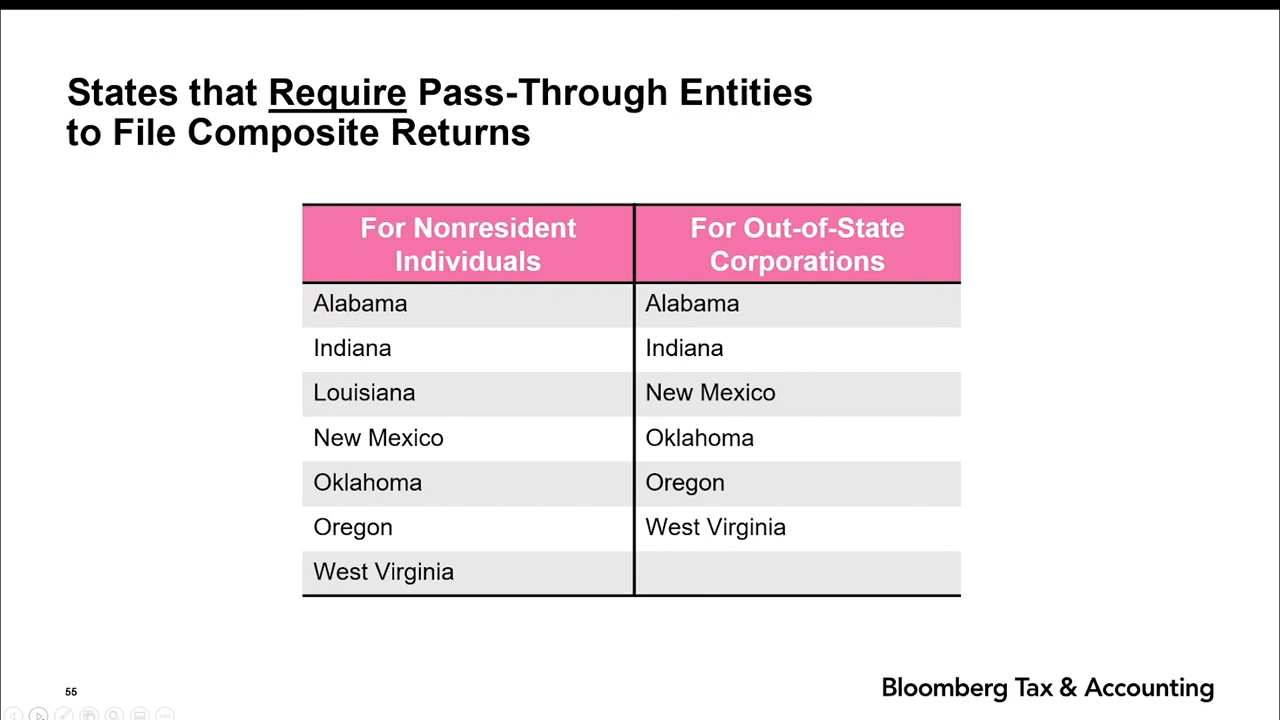 States that Require Pass-Through Entities
to File Composite Returns
For Nonresident
Individuals
For Out-of-State
Corporations
Alabama
Alabama
Indiana
Indiana
Louisiana
New Mexico
New Mexico
Oklahoma
Oklahoma
Oregon
Oregon
West Virginia
West Virginia
55
Bloomberg Tax & Accounting